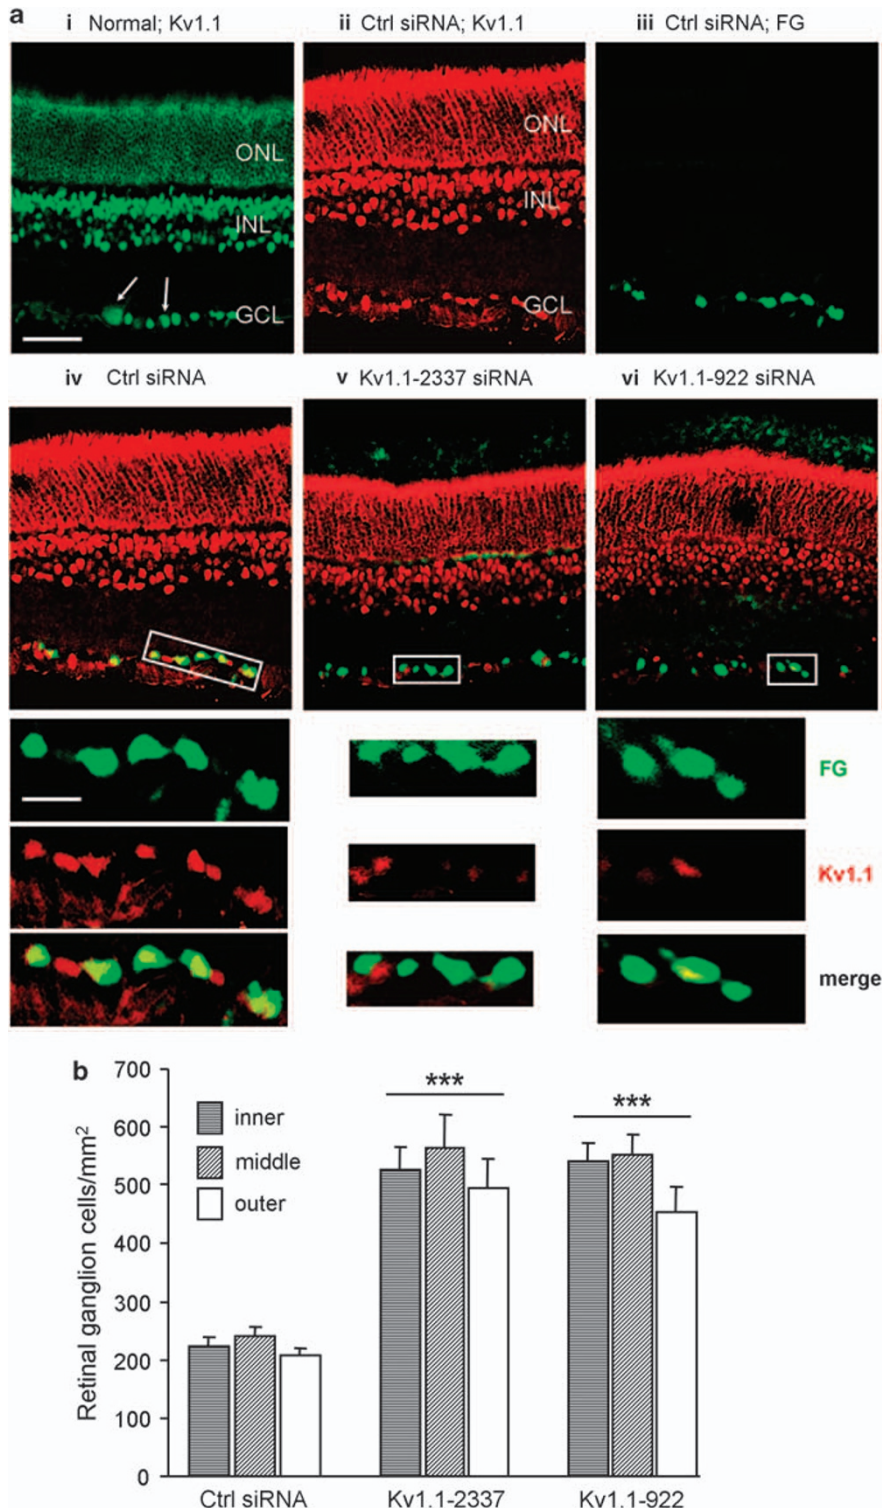 a
i Normal; Kv1.1
ii Ctrl siRNA; Kv1.1
iii Ctrl siRNA; FG
ONL
INL
GCL
ONL
INL
GCL
iv Ctrl siRNA
v Kv1.1-2337 siRNA
vi Kv1.1-922 siRNA
FG
Kv1.1
merge
b
Retinal ganglion cells/mm²
700
600
500
400
300
200
100
0
inner
middle
outer
***
***
Ctrl siRNA
Kv1.1-2337
Kv1.1-922